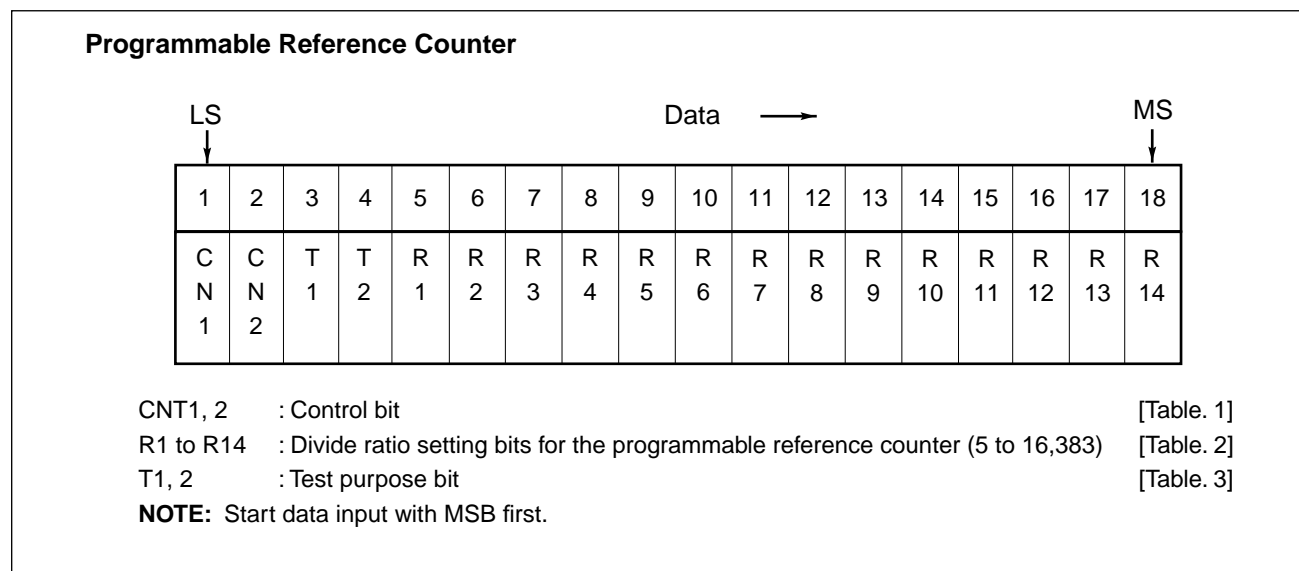 Programmable Reference Counter
LS Data MS
1 2 3 4 5 6 7 8 9 10 11 12 13 14 15 16 17 18
C C T T R R R R R R R R R R R R R R
N N 1 2 1 2 3 4 5 6 7 8 9 10 11 12 13 14
1 2
CNT1, 2 : Control bit [Table. 1]
R1 to R14 : Divide ratio setting bits for the programmable reference counter (5 to 16,383) [Table. 2]
T1, 2 : Test purpose bit [Table. 3]
NOTE: Start data input with MSB first.